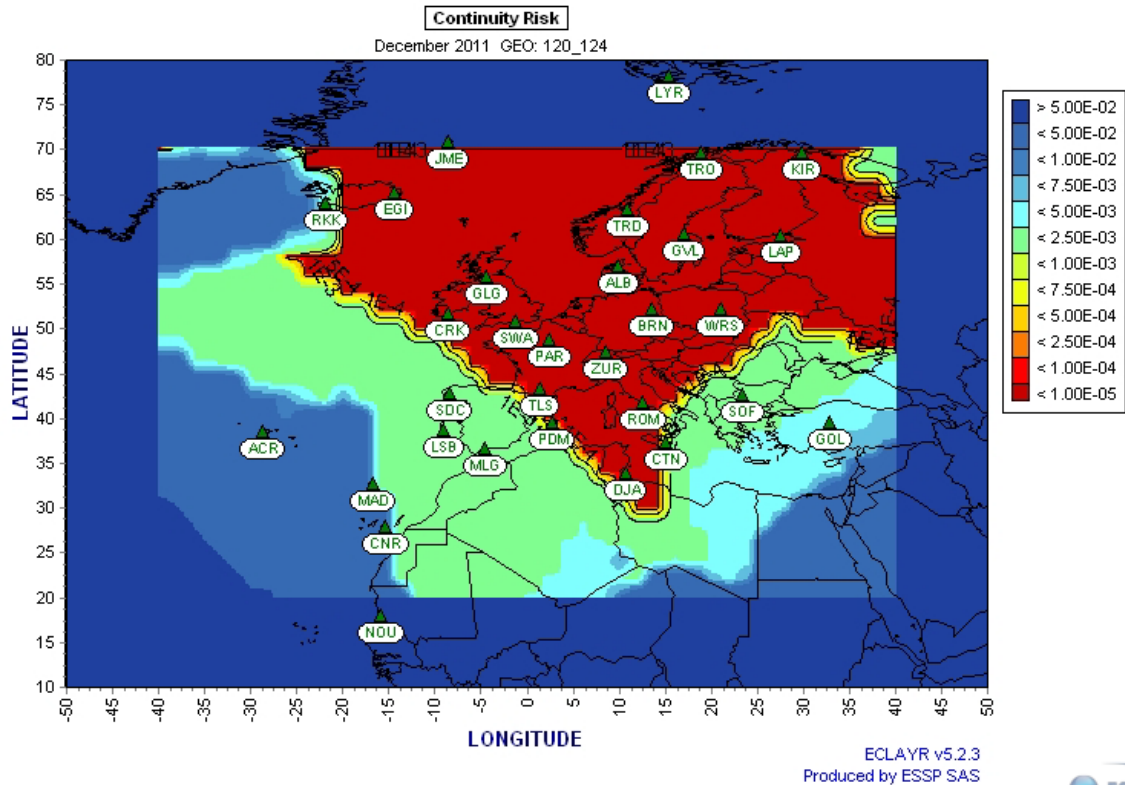 Continuity Risk
December 2011 GEO: 120_124
LATITUDE
80
75
70
65
60
55
50
45
40
35
30
25
20
15
10
LYR
JME
TRO
KIR
EGI
RKK
TRD
GVL
LAP
ALB
GLG
CRK
SWA
BRN
WRS
PAR
ZUR
SDC
TLS
ROM
SOF
ACR
LSB
PDM
GOL
MLG
CTN
DJA
MAD
CNR
NOU
-50 -45 -40 -35 -30 -25 -20 -15 -10 -5 0 5 10 15 20 25 30 35 40 45 50
LONGITUDE
> 5.00E-02
< 5.00E-02
< 1.00E-02
< 7.50E-03
< 5.00E-03
< 2.50E-03
< 1.00E-03
< 7.50E-04
< 5.00E-04
< 2.50E-04
< 1.00E-04
< 1.00E-05
ECLAYR v5.2.3
Produced by ESSP SAS